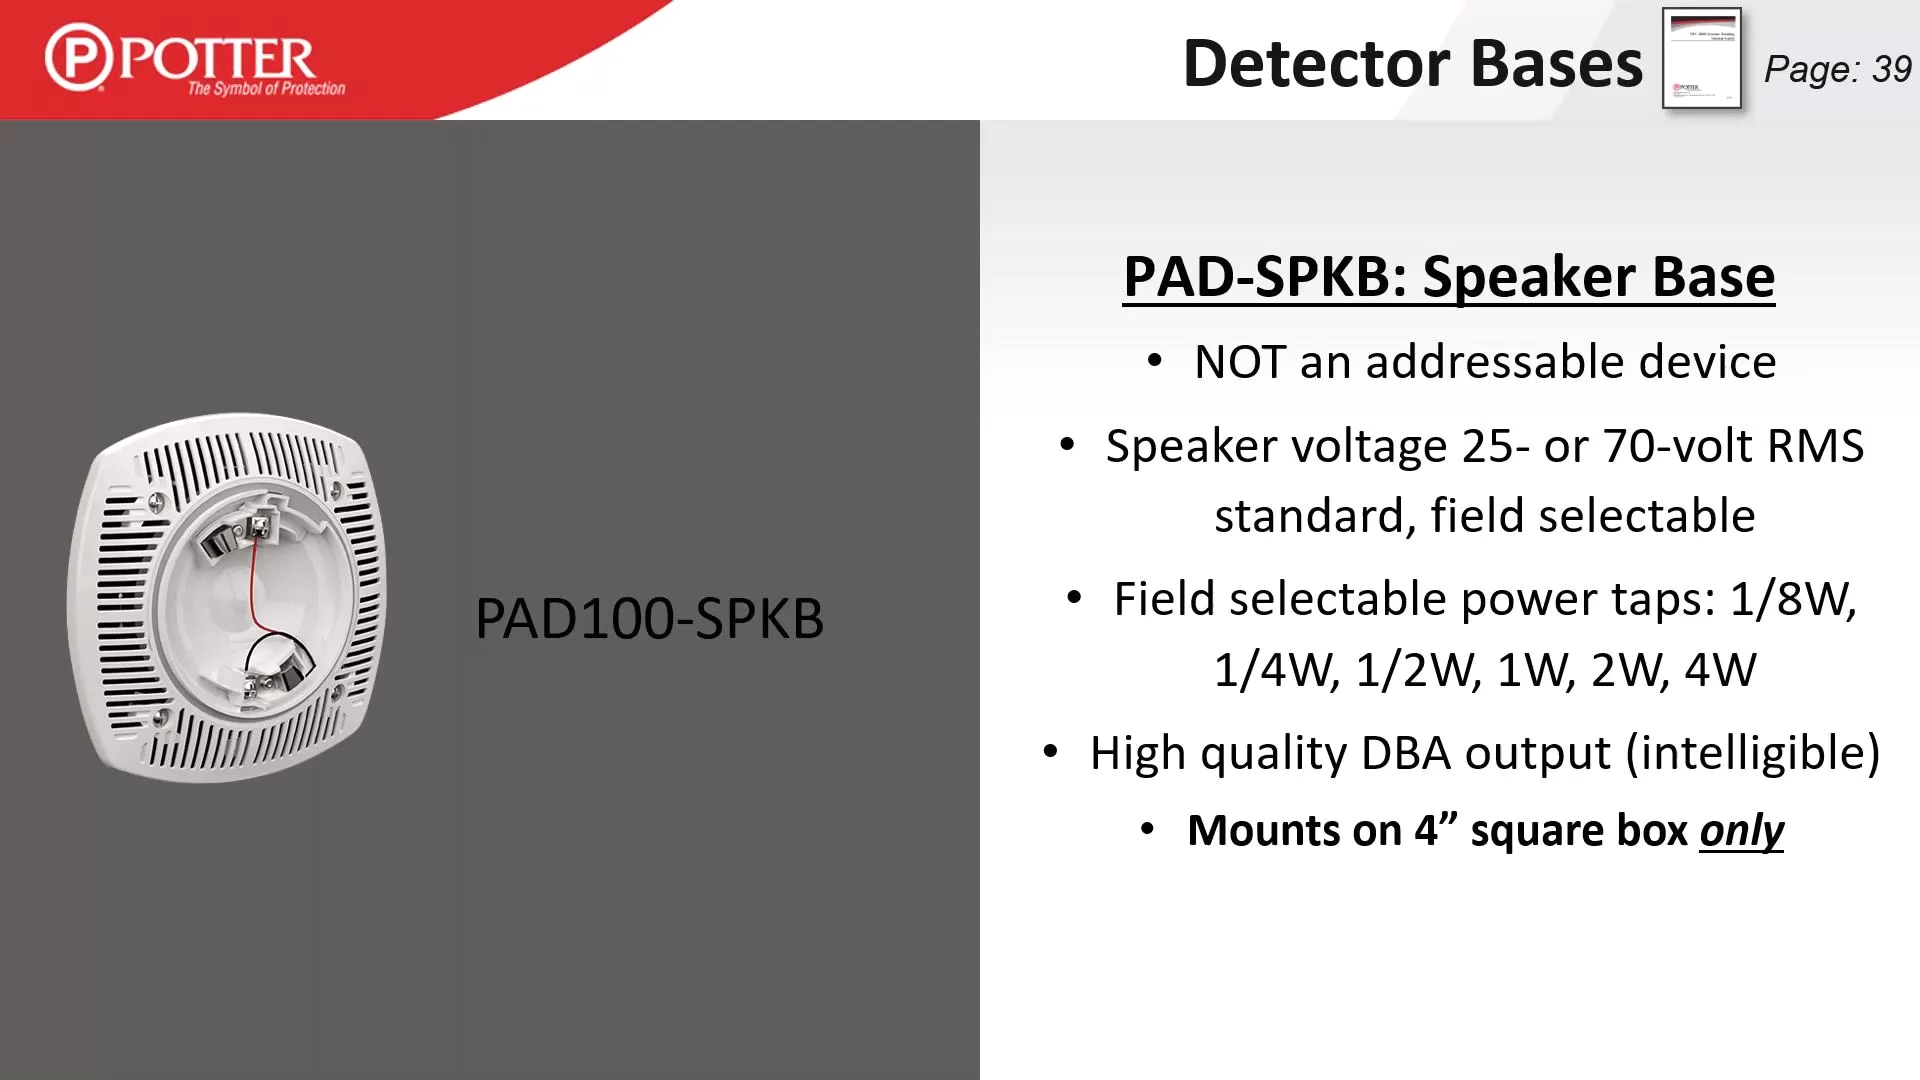 POTTER
The Symbol of Protection
Detector Bases
Page: 39
PAD100-SPKB
PAD-SPKB: Speaker Base
• NOT an addressable device
• Speaker voltage 25- or 70-volt RMS
standard, field selectable
• Field selectable power taps: 1/8W,
1/4W, 1/2W, 1W, 2W, 4W
• High quality DBA output (intelligible)
• Mounts on 4” square box only